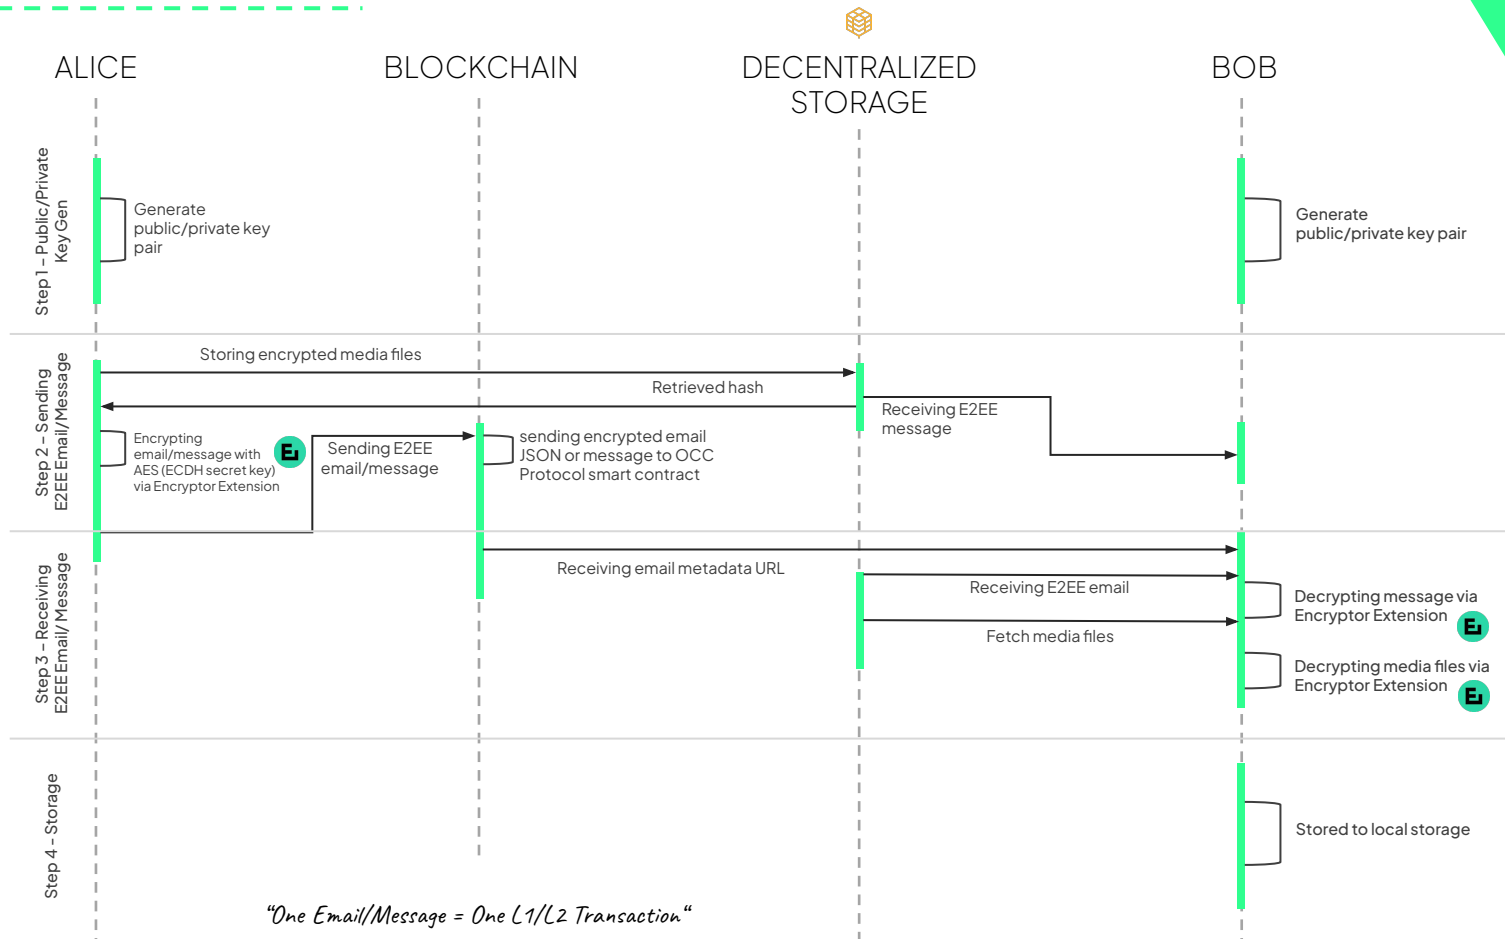 ALICE
BLOCKCHAIN
DECENTRALIZED
STORAGE
BOB
Step 1 – Public/Private
Key Gen
Generate
public/private key
pair
Generate
public/private key pair
Step 2 – Sending
E2EE Email/Message
Storing encrypted media files
Retrieved hash
Receiving E2EE
message
Encrypting
email/message with
AES (ECDH secret key)
via Encryptor Extension
Sending E2EE
email/message
sending encrypted email
JSON or message to OCC
Protocol smart contract
Step 3 – Receiving
E2EE Email/ Message
Receiving email metadata URL
Receiving E2EE email
Fetch media files
Decrypting message via
Encryptor Extension
Decrypting media files via
Encryptor Extension
Step 4 – Storage
Stored to local storage
“One Email/Message = One L1/L2 Transaction“